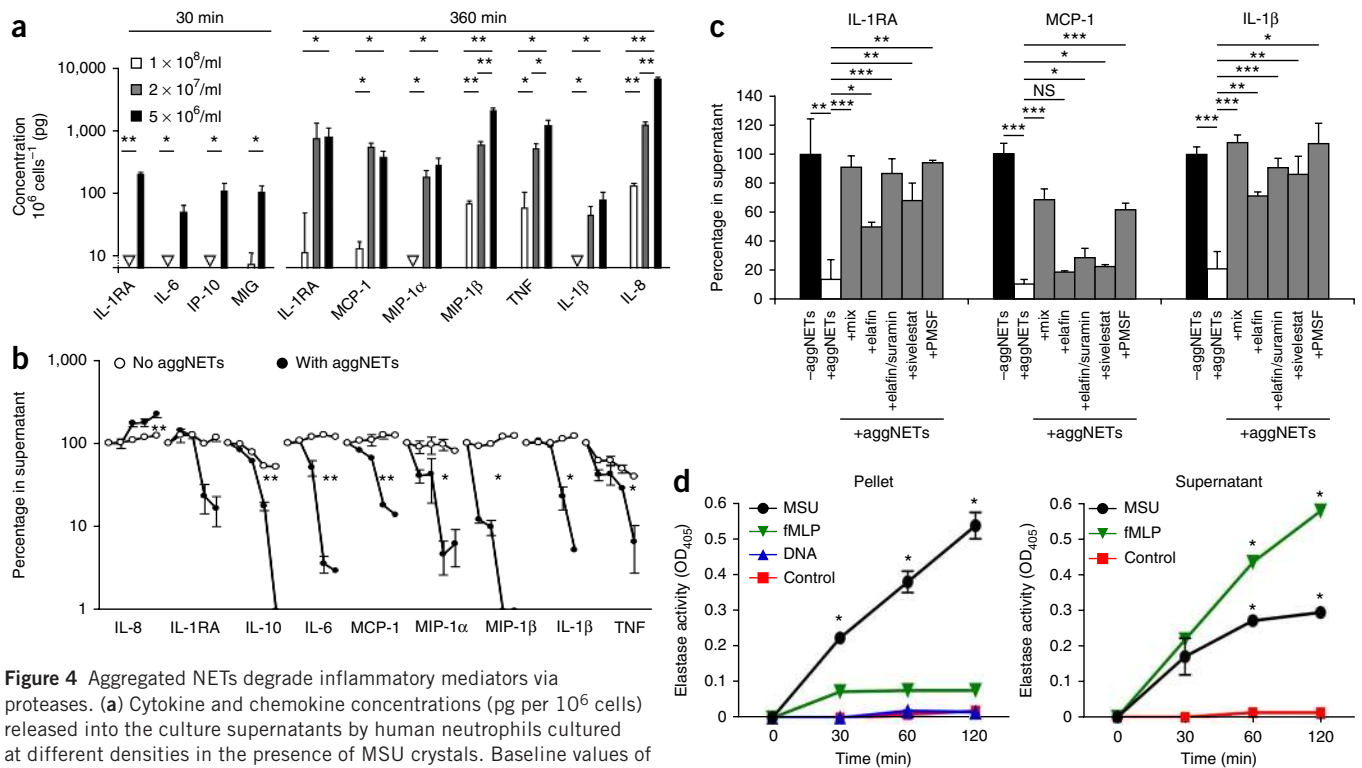 a
30 min
360 min
1 × 10⁸/ml
2 × 10⁷/ml
5 × 10⁶/ml
Concentration
10⁶ cells⁻¹ (pg)
10,000
1,000
100
10
** * * *
* * * ** * * **
** * **
* ** * * **
IL-1RA IL-6 IP-10 MIG
IL-1RA MCP-1 MIP-1α MIP-1β TNF IL-1β IL-8
b
No aggNETs With aggNETs
Percentage in supernatant
1,000
100
10
1
** ** ** ** * * * *
IL-8 IL-1RA IL-10 IL-6 MCP-1 MIP-1α MIP-1β IL-1β TNF
c
Percentage in supernatant
140
120
100
80
60
40
20
0
IL-1RA
**
**
***
*
** ***
–aggNETs +aggNETs +mix +elafin +elafin/suramin +sivelestat +PMSF
+aggNETs
MCP-1
***
*
*
NS
*** ***
–aggNETs +aggNETs +mix +elafin +elafin/suramin +sivelestat +PMSF
+aggNETs
IL-1β
*
**
***
**
*** ***
–aggNETs +aggNETs +mix +elafin +elafin/suramin +sivelestat +PMSF
+aggNETs
d
Pellet
MSU
fMLP
DNA
Control
Elastase activity (OD₄₀₅)
0.6
0.5
0.4
0.3
0.2
0.1
0
* * *
0 30 60 120
Time (min)
Supernatant
MSU
fMLP
Control
Elastase activity (OD₄₀₅)
0.6
0.5
0.4
0.3
0.2
0.1
0
* *
* *
0 30 60 120
Time (min)
Figure 4 Aggregated NETs degrade inflammatory mediators via
proteases. (a) Cytokine and chemokine concentrations (pg per 10⁶ cells)
released into the culture supernatants by human neutrophils cultured
at different densities in the presence of MSU crystals. Baseline values of